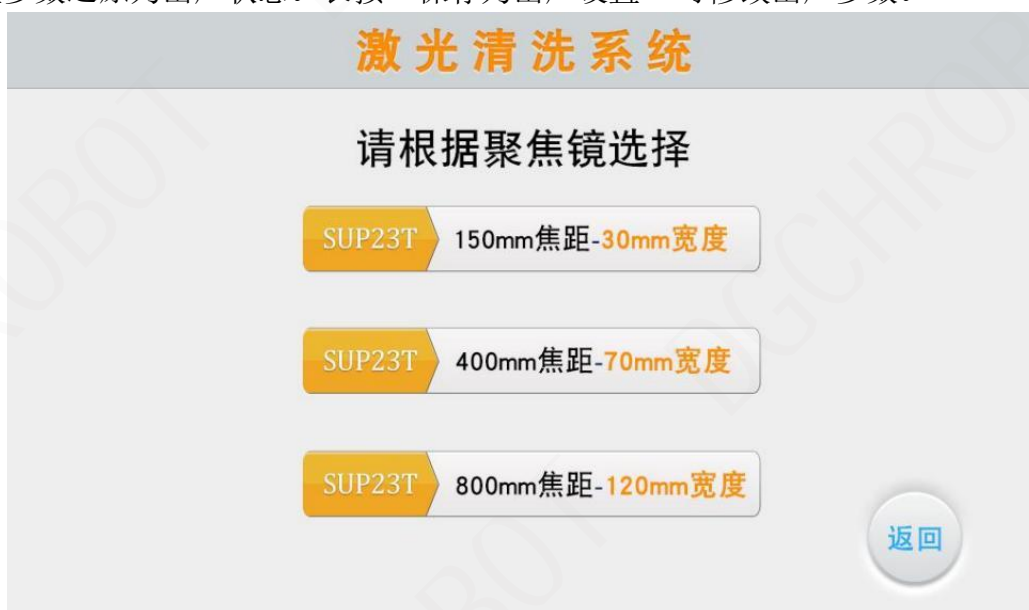 激光清洗系统
请根据聚焦镜选择
SUP23T 150mm焦距-30mm宽度
SUP23T 400mm焦距-70mm宽度
SUP23T 800mm焦距-120mm宽度
返回
DGCHROBOT